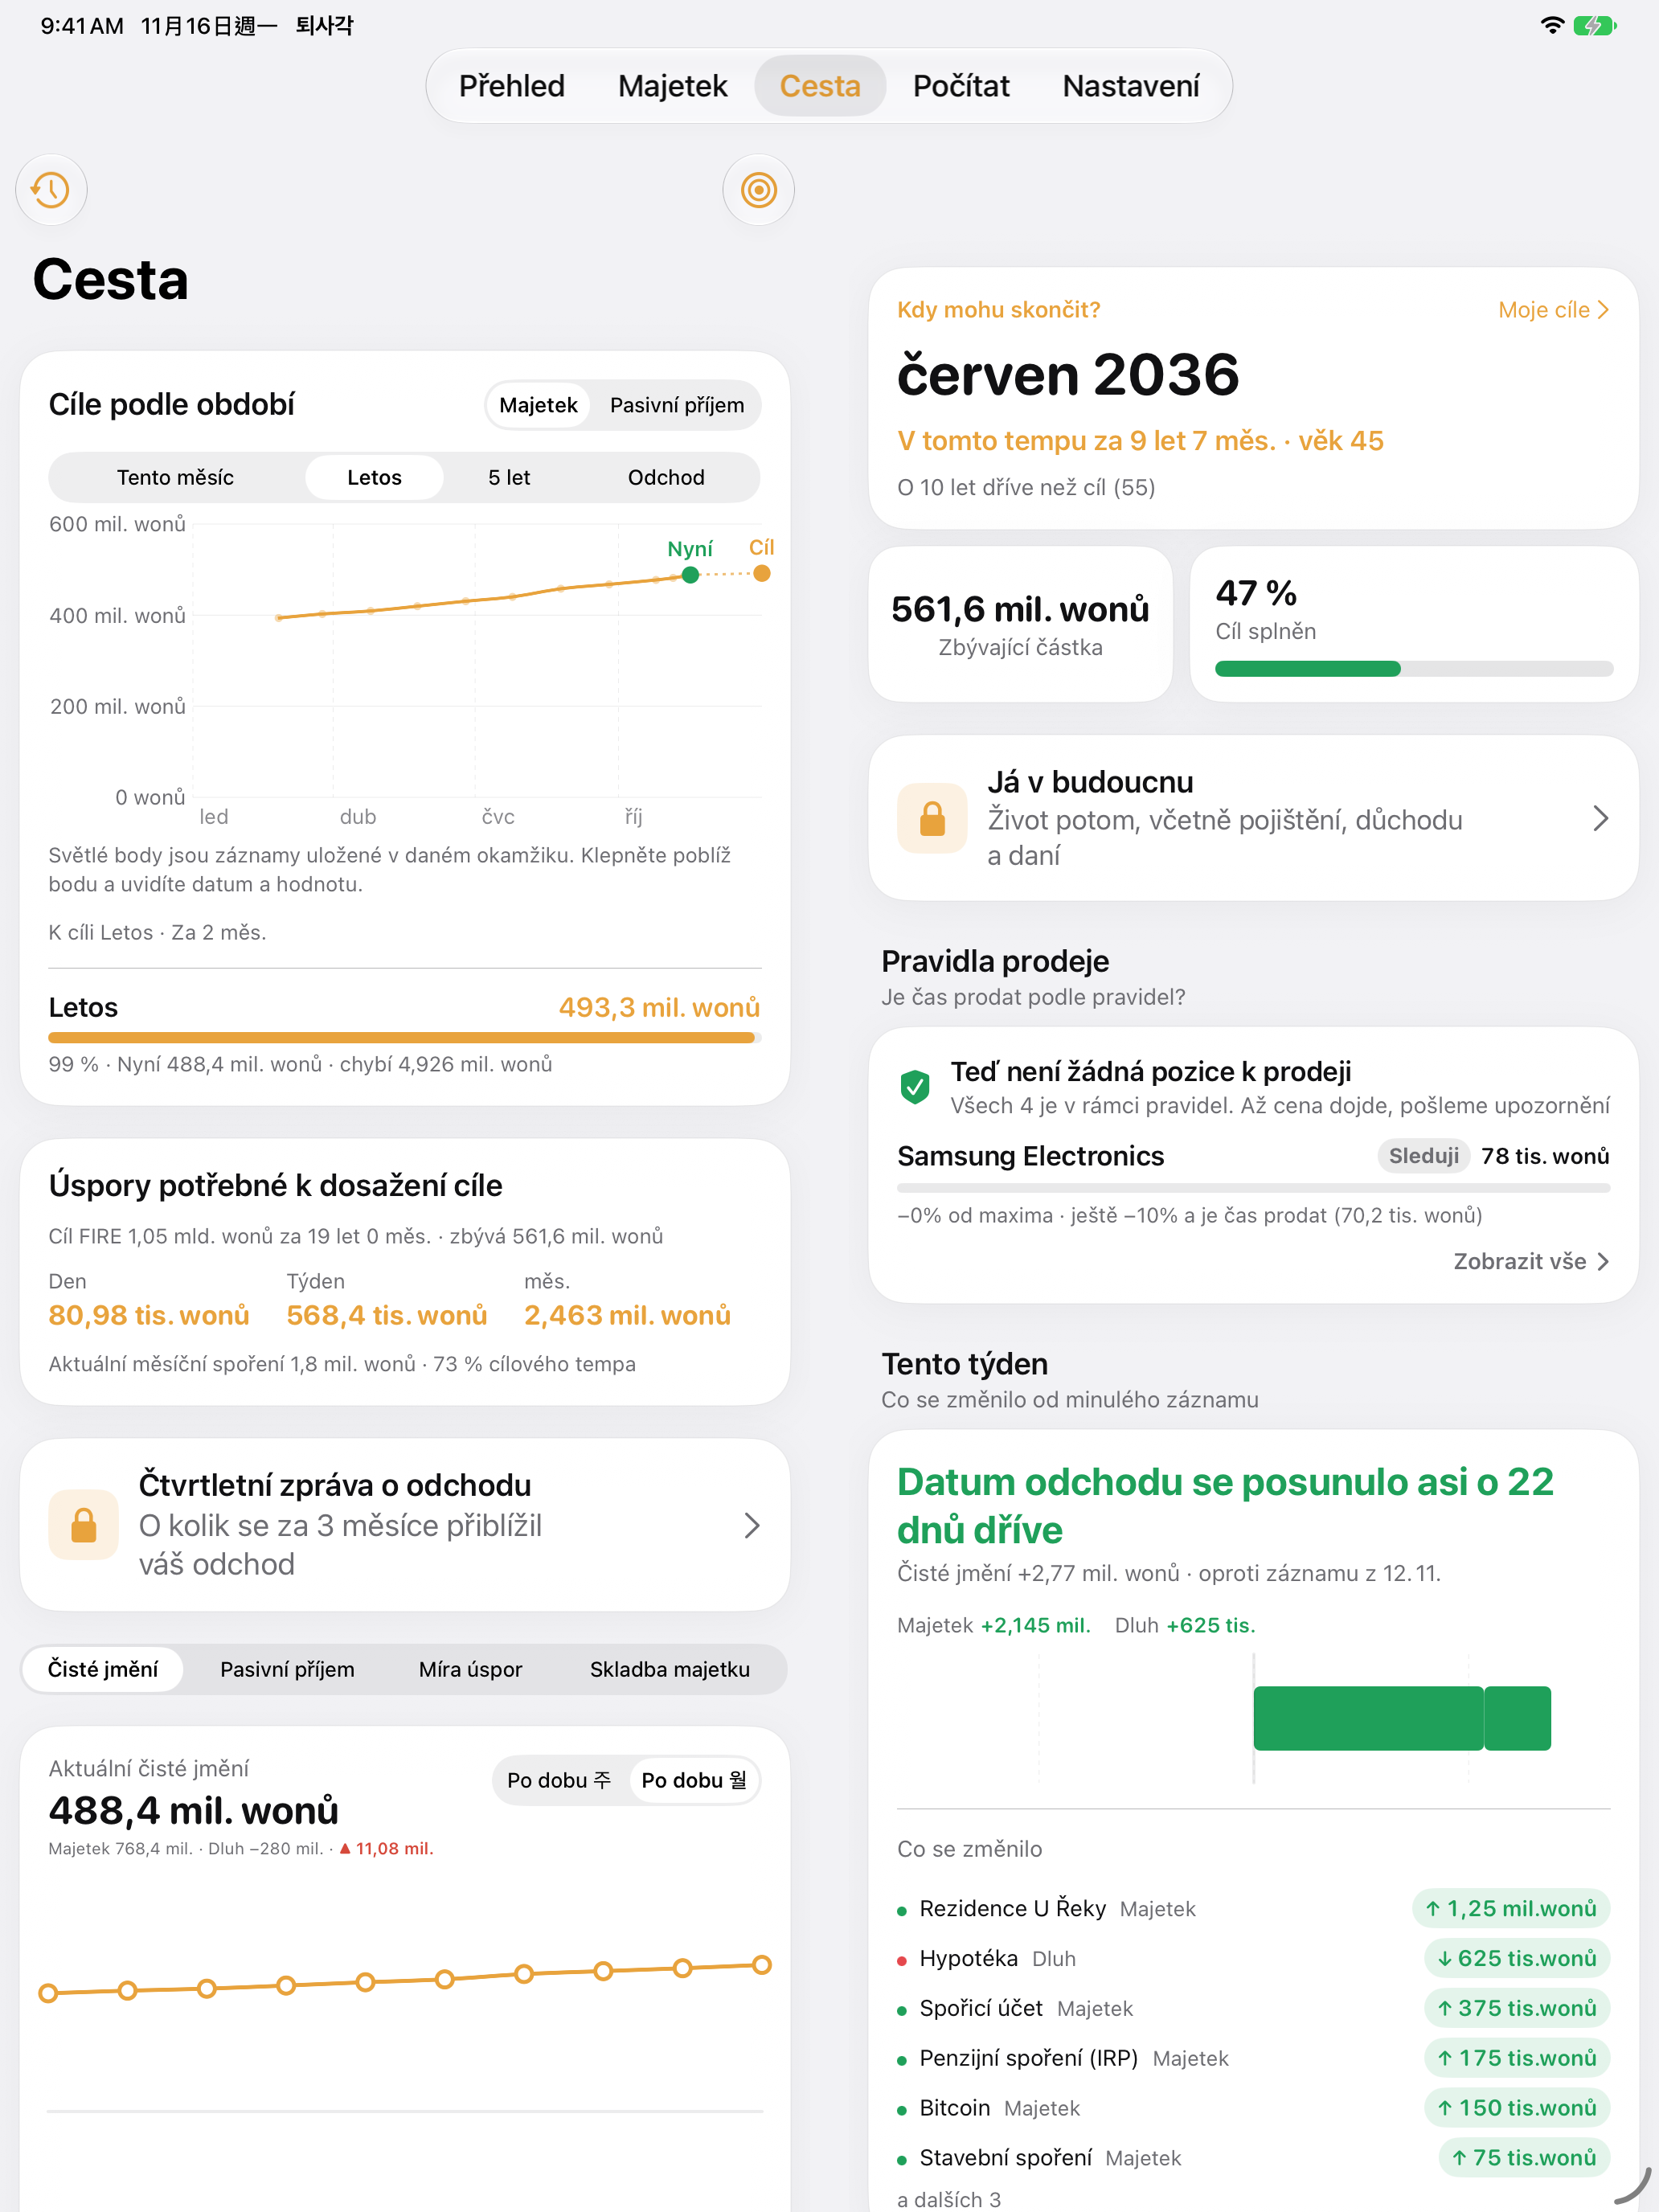 9:41 AM 11月16日週一 퇴사각
Přehled
Majetek
Cesta
Počítat
Nastavení
Cesta
Cíle podle období
Majetek
Pasivní příjem
Tento měsíc
Letos
5 let
Odchod
600 mil. wonů
400 mil. wonů
200 mil. wonů
0 wonů
Nyní
Cíl
led
dub
čvc
říj
Světlé body jsou záznamy uložené v daném okamžiku. Klepněte poblíž
bodu a uvidíte datum a hodnotu.
K cíli Letos · Za 2 měs.
Letos
493,3 mil. wonů
99 % · Nyní 488,4 mil. wonů · chybí 4,926 mil. wonů
Úspory potřebné k dosažení cíle
Cíl FIRE 1,05 mld. wonů za 19 let 0 měs. · zbývá 561,6 mil. wonů
Den
Týden
měs.
80,98 tis. wonů
568,4 tis. wonů
2,463 mil. wonů
Aktuální měsíční spoření 1,8 mil. wonů · 73 % cílového tempa
Čtvrtletní zpráva o odchodu
O kolik se za 3 měsíce přiblížil
váš odchod
Čisté jmění
Pasivní příjem
Míra úspor
Skladba majetku
Aktuální čisté jmění
488,4 mil. wonů
Majetek 768,4 mil. · Dluh −280 mil. · ▲ 11,08 mil.
Po dobu 주
Po dobu 월
Kdy mohu skončit?
Moje cíle
červen 2036
V tomto tempu za 9 let 7 měs. · věk 45
O 10 let dříve než cíl (55)
561,6 mil. wonů
Zbývající částka
47 %
Cíl splněn
Já v budoucnu
Život potom, včetně pojištění, důchodu
a daní
Pravidla prodeje
Je čas prodat podle pravidel?
Teď není žádná pozice k prodeji
Všech 4 je v rámci pravidel. Až cena dojde, pošleme upozornění
Samsung Electronics
Sleduji
78 tis. wonů
−0% od maxima · ještě −10% a je čas prodat (70,2 tis. wonů)
Zobrazit vše
Tento týden
Co se změnilo od minulého záznamu
Datum odchodu se posunulo asi o 22
dnů dříve
Čisté jmění +2,77 mil. wonů · oproti záznamu z 12. 11.
Majetek +2,145 mil. Dluh +625 tis.
Co se změnilo
Rezidence U Řeky Majetek ↑ 1,25 mil.wonů
Hypotéka Dluh ↓ 625 tis.wonů
Spořicí účet Majetek ↑ 375 tis.wonů
Penzijní spoření (IRP) Majetek ↑ 175 tis.wonů
Bitcoin Majetek ↑ 150 tis.wonů
Stavební spoření Majetek ↑ 75 tis.wonů
a dalších 3